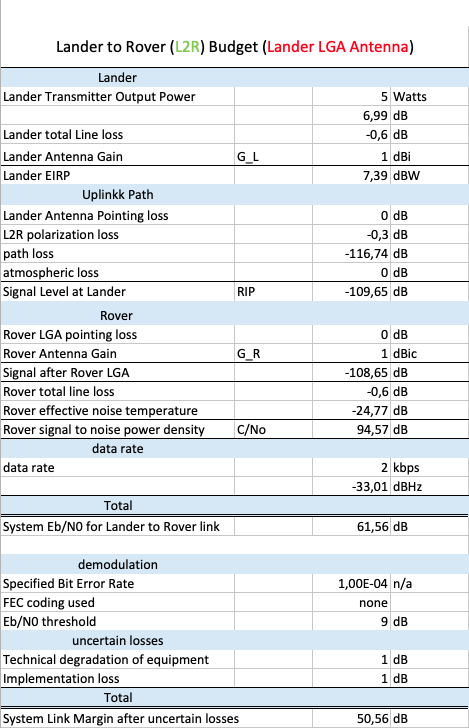 Lander to Rover (L2R) Budget (Lander LGA Antenna)
Lander
Lander Transmitter Output Power 5 Watts
6,99 dB
Lander total Line loss -0,6 dB
Lander Antenna Gain G_L 1 dBi
Lander EIRP 7,39 dBW
Uplinkk Path
Lander Antenna Pointing loss 0 dB
L2R polarization loss -0,3 dB
path loss -116,74 dB
atmospheric loss 0 dB
Signal Level at Lander RIP -109,65 dB
Rover
Rover LGA pointing loss 0 dB
Rover Antenna Gain G_R 1 dBic
Signal after Rover LGA -108,65 dB
Rover total line loss -0,6 dB
Rover effective noise temperature -24,77 dB
Rover signal to noise power density C/No 94,57 dB
data rate
data rate 2 kbps
-33,01 dBHz
Total
System Eb/N0 for Lander to Rover link 61,56 dB
demodulation
Specified Bit Error Rate 1,00E-04 n/a
FEC coding used none
Eb/N0 threshold 9 dB
uncertain losses
Technical degradation of equipment 1 dB
Implementation loss 1 dB
Total
System Link Margin after uncertain losses 50,56 dB